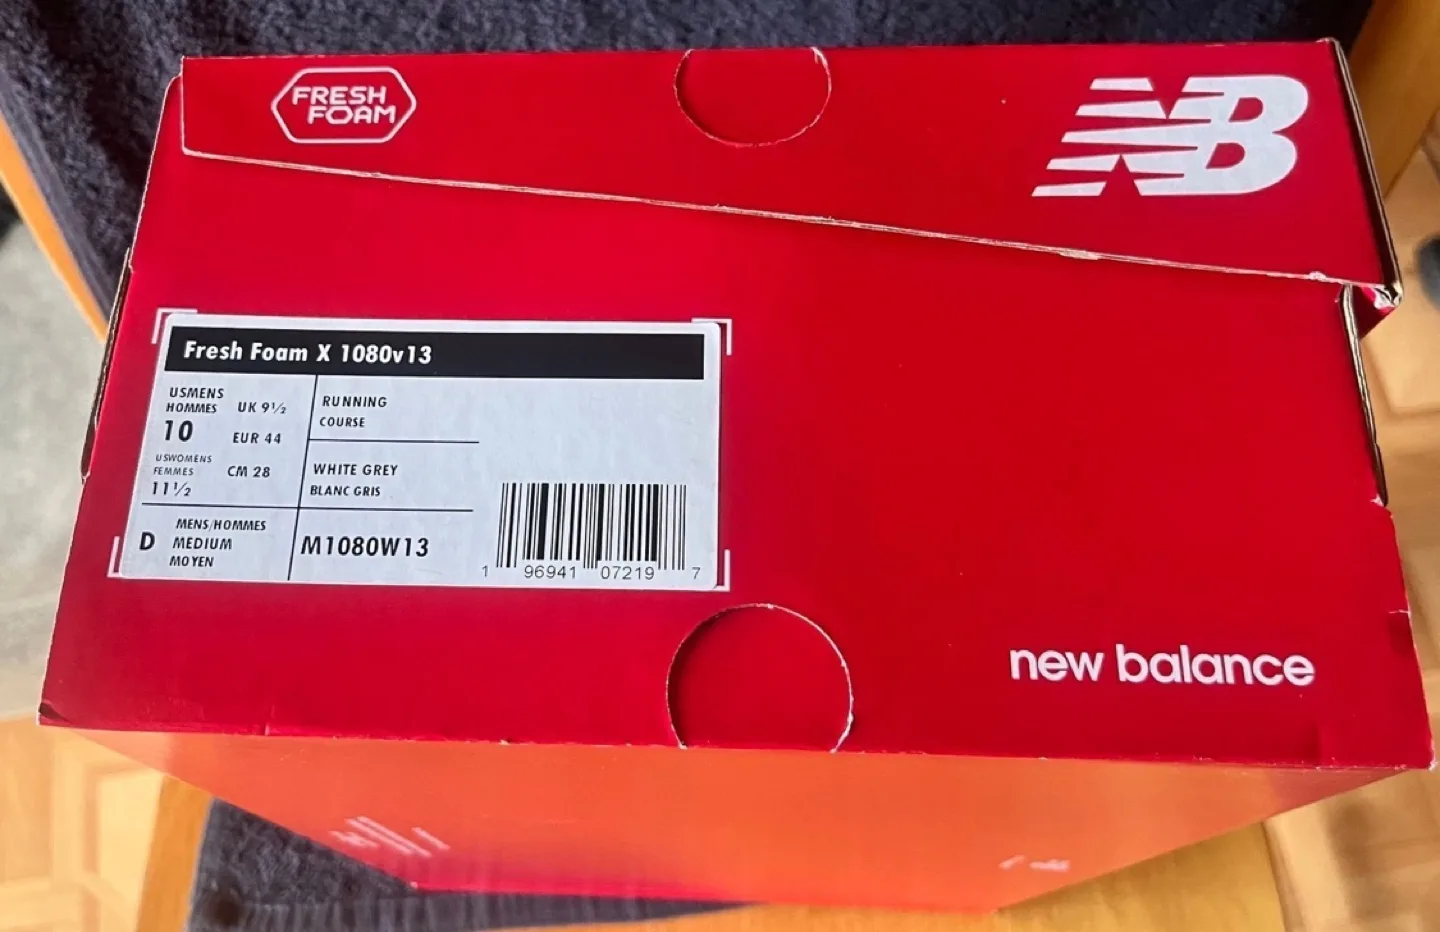 FRESH
FOAM
NB
Fresh Foam X 1080v13
USMENS
HOMMES
10
UK 9½
EUR 44
USWOMENS
FEMMES
11½
CM 28
RUNNING
COURSE
WHITE GREY
BLANC GRIS
D
MENS/HOMMES
MEDIUM
MOYEN
M1080W13
1 96941 07219 7
new balance